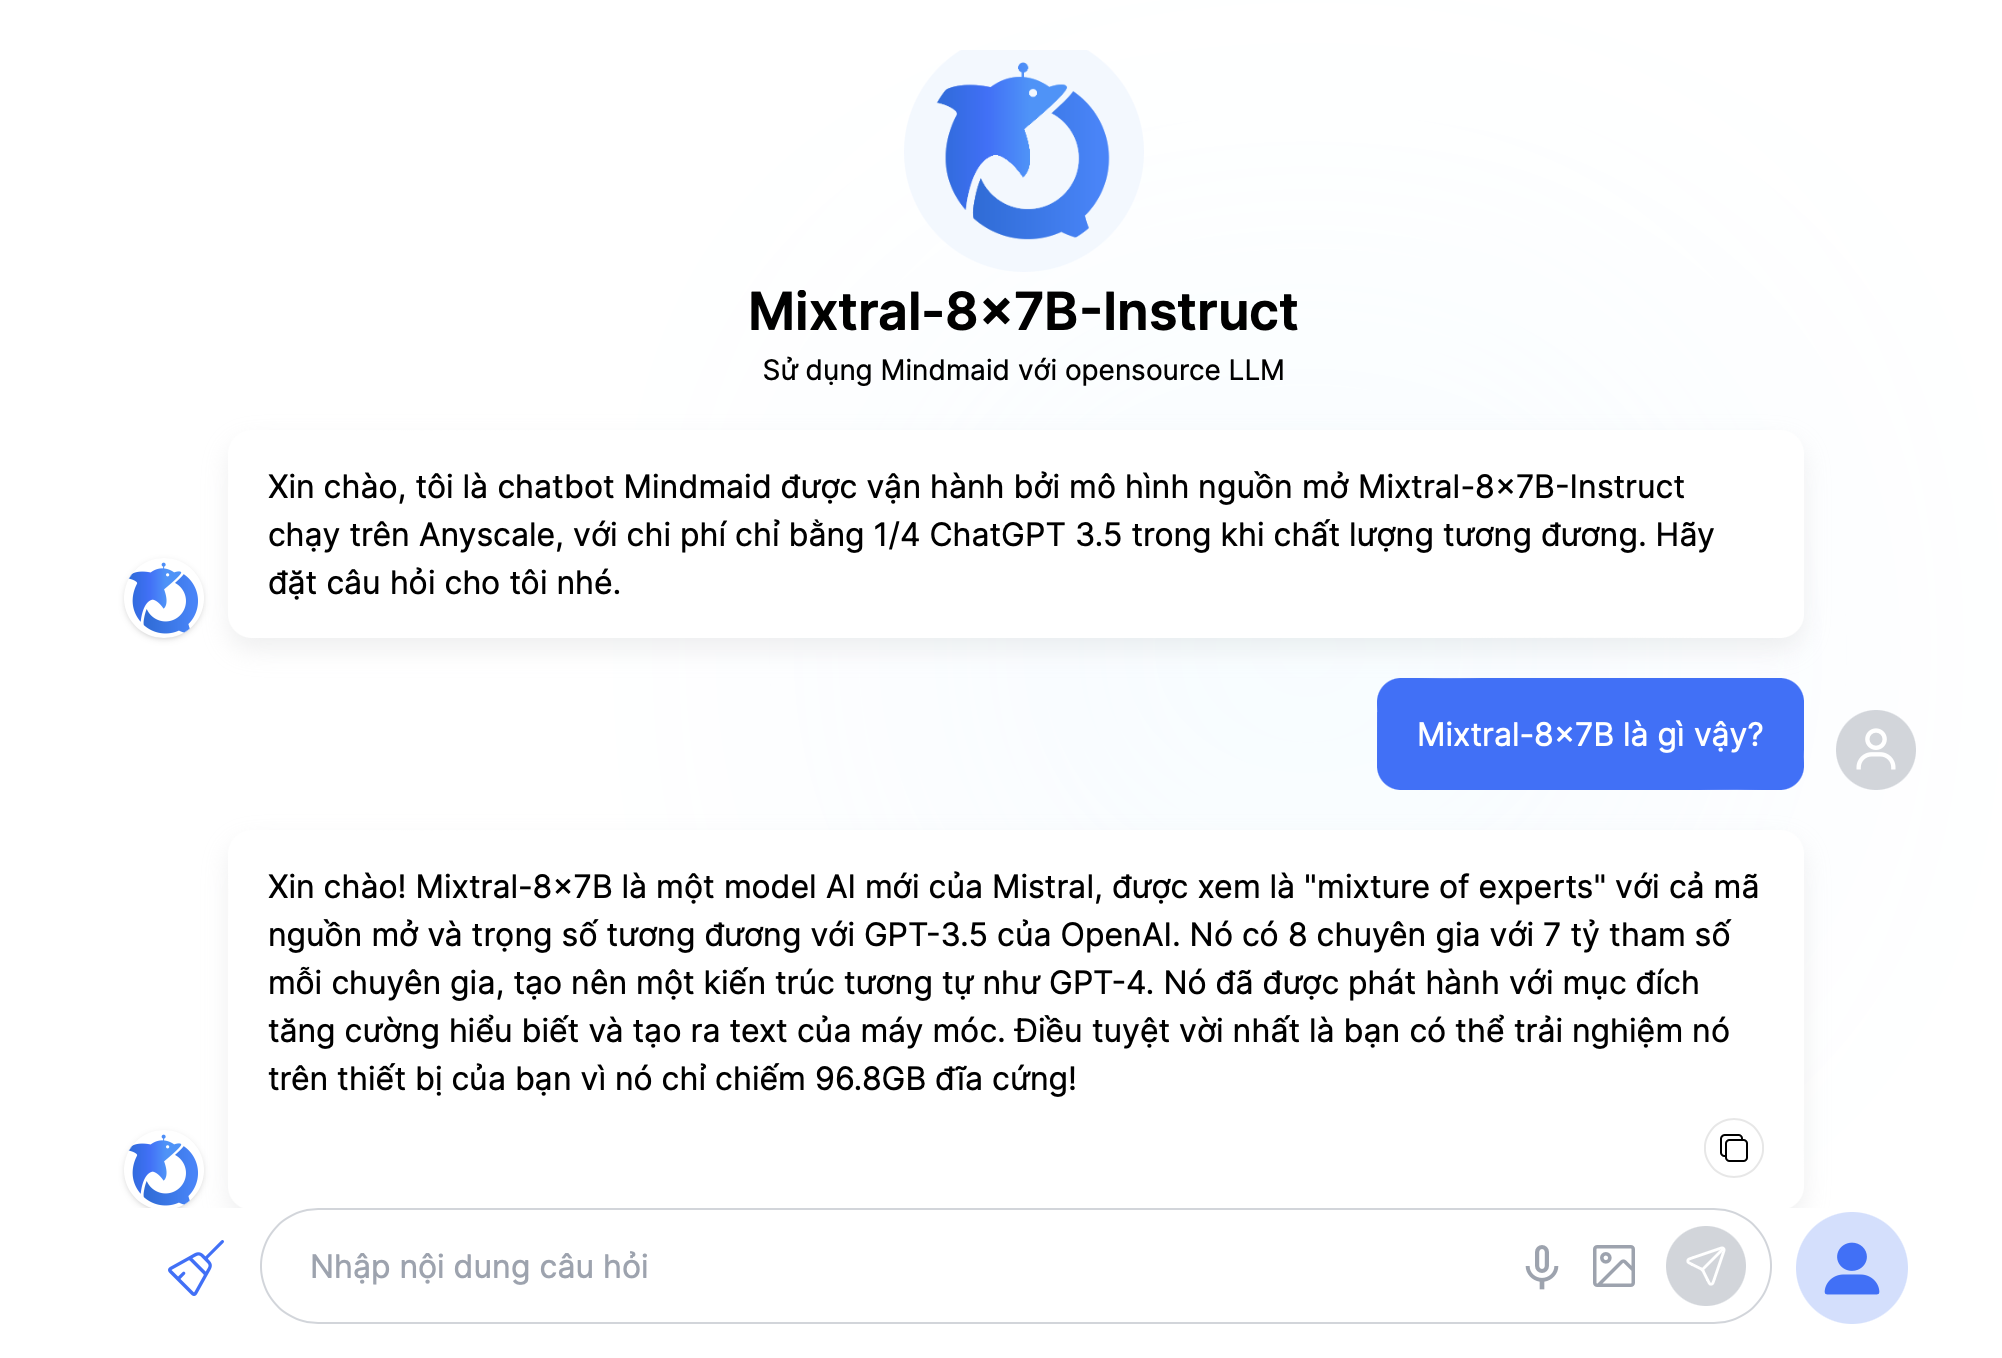 Mixtral-8x7B-Instruct
Sử dụng Mindmaid với opensource LLM
Xin chào, tôi là chatbot Mindmaid được vận hành bởi mô hình nguồn mở Mixtral-8x7B-Instruct
chạy trên Anyscale, với chi phí chỉ bằng 1/4 ChatGPT 3.5 trong khi chất lượng tương đương. Hãy
đặt câu hỏi cho tôi nhé.
Mixtral-8x7B là gì vậy?
Xin chào! Mixtral-8x7B là một model AI mới của Mistral, được xem là "mixture of experts" với cả mã
nguồn mở và trọng số tương đương với GPT-3.5 của OpenAI. Nó có 8 chuyên gia với 7 tỷ tham số
mỗi chuyên gia, tạo nên một kiến trúc tương tự như GPT-4. Nó đã được phát hành với mục đích
tăng cường hiểu biết và tạo ra text của máy móc. Điều tuyệt vời nhất là bạn có thể trải nghiệm nó
trên thiết bị của bạn vì nó chỉ chiếm 96.8GB đĩa cứng!
Nhập nội dung câu hỏi